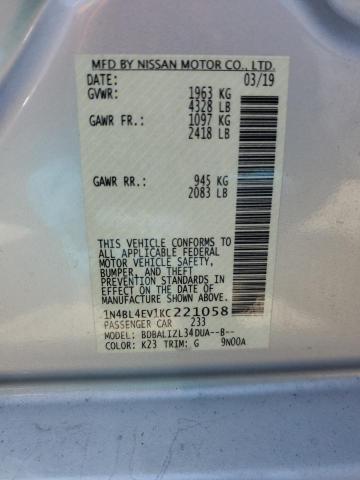 MFD BY NISSAN MOTOR CO., LTD.
DATE: 03/19
GVWR: 1963 KG
4328 LB
GAWR FR.: 1097 KG
2418 LB
GAWR RR.: 945 KG
2083 LB
THIS VEHICLE CONFORMS TO
ALL APPLICABLE FEDERAL
MOTOR VEHICLE SAFETY,
BUMPER, AND THEFT
PREVENTION STANDARDS IN
EFFECT ON THE DATE OF
MANUFACTURE SHOWN ABOVE.
1N4BL4EV1KC221058
PASSENGER CAR 233
MODEL: BDBALIZL34DUA--B--
COLOR: K23 TRIM: G 9N00A